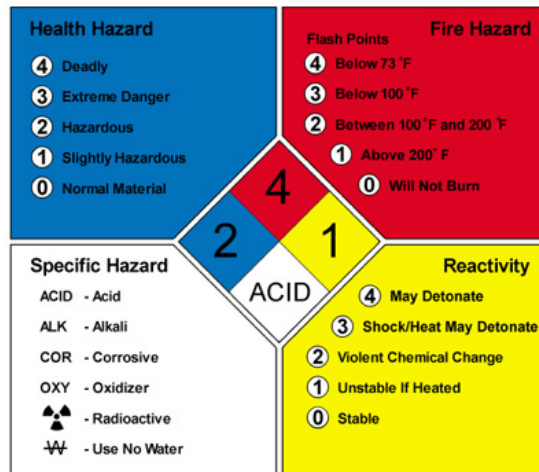 Health Hazard
4 Deadly
3 Extreme Danger
2 Hazardous
1 Slightly Hazardous
0 Normal Material
Fire Hazard
Flash Points
4 Below 73°F
3 Below 100°F
2 Between 100°F and 200°F
1 Above 200°F
0 Will Not Burn
4
2
1
ACID
Specific Hazard
ACID - Acid
ALK - Alkali
COR - Corrosive
OXY - Oxidizer
- Radioactive
W - Use No Water
Reactivity
4 May Detonate
3 Shock/Heat May Detonate
2 Violent Chemical Change
1 Unstable If Heated
0 Stable